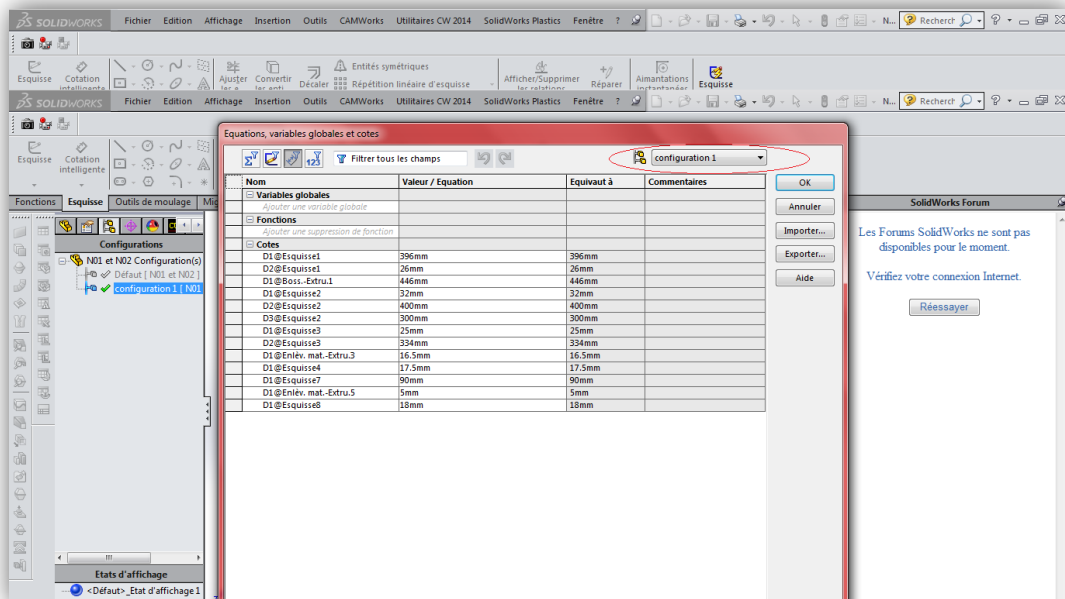 SOLIDWORKS Fichier Edition Affichage Insertion Outils CAMWorks Utilitaires CW 2014 SolidWorks Plastics Fenêtre ? N... Recherch ?
Esquisse Cotation intelligente Ajuster Convertir Décaler Entités symétriques Afficher/Supprimer Réparer Aimantations Esquisse
Répétition linéaire d'esquisse
SOLIDWORKS Fichier Edition Affichage Insertion Outils CAMWorks Utilitaires CW 2014 SolidWorks Plastics Fenêtre ? N... Recherch ?
Esquisse Cotation
intelligente
Fonctions Esquisse Outils de moulage Mig
Configurations
N01 et N02 Configuration(s)
Défaut [ N01 et N02 ]
configuration 1 [ N01
Etats d'affichage
<Défaut>_Etat d'affichage 1
Equations, variables globales et cotes
Filtrer tous les champs configuration 1
Nom Valeur / Equation Equivaut à Commentaires
Variables globales
Ajouter une variable globale
Fonctions
Ajouter une suppression de fonction
Cotes
D1@Esquisse1 396mm 396mm
D2@Esquisse1 26mm 26mm
D1@Boss.-Extru.1 446mm 446mm
D1@Esquisse2 32mm 32mm
D2@Esquisse2 400mm 400mm
D3@Esquisse2 300mm 300mm
D1@Esquisse3 25mm 25mm
D2@Esquisse3 334mm 334mm
D1@Enlèv. mat.-Extru.3 16.5mm 16.5mm
D1@Esquisse4 17.5mm 17.5mm
D1@Esquisse7 90mm 90mm
D1@Enlèv. mat.-Extru.5 5mm 5mm
D1@Esquisse8 18mm 18mm
OK
Annuler
Importer...
Exporter...
Aide
SolidWorks Forum
Les Forums SolidWorks ne sont pas
disponibles pour le moment.
Vérifiez votre connexion Internet.
Réessayer